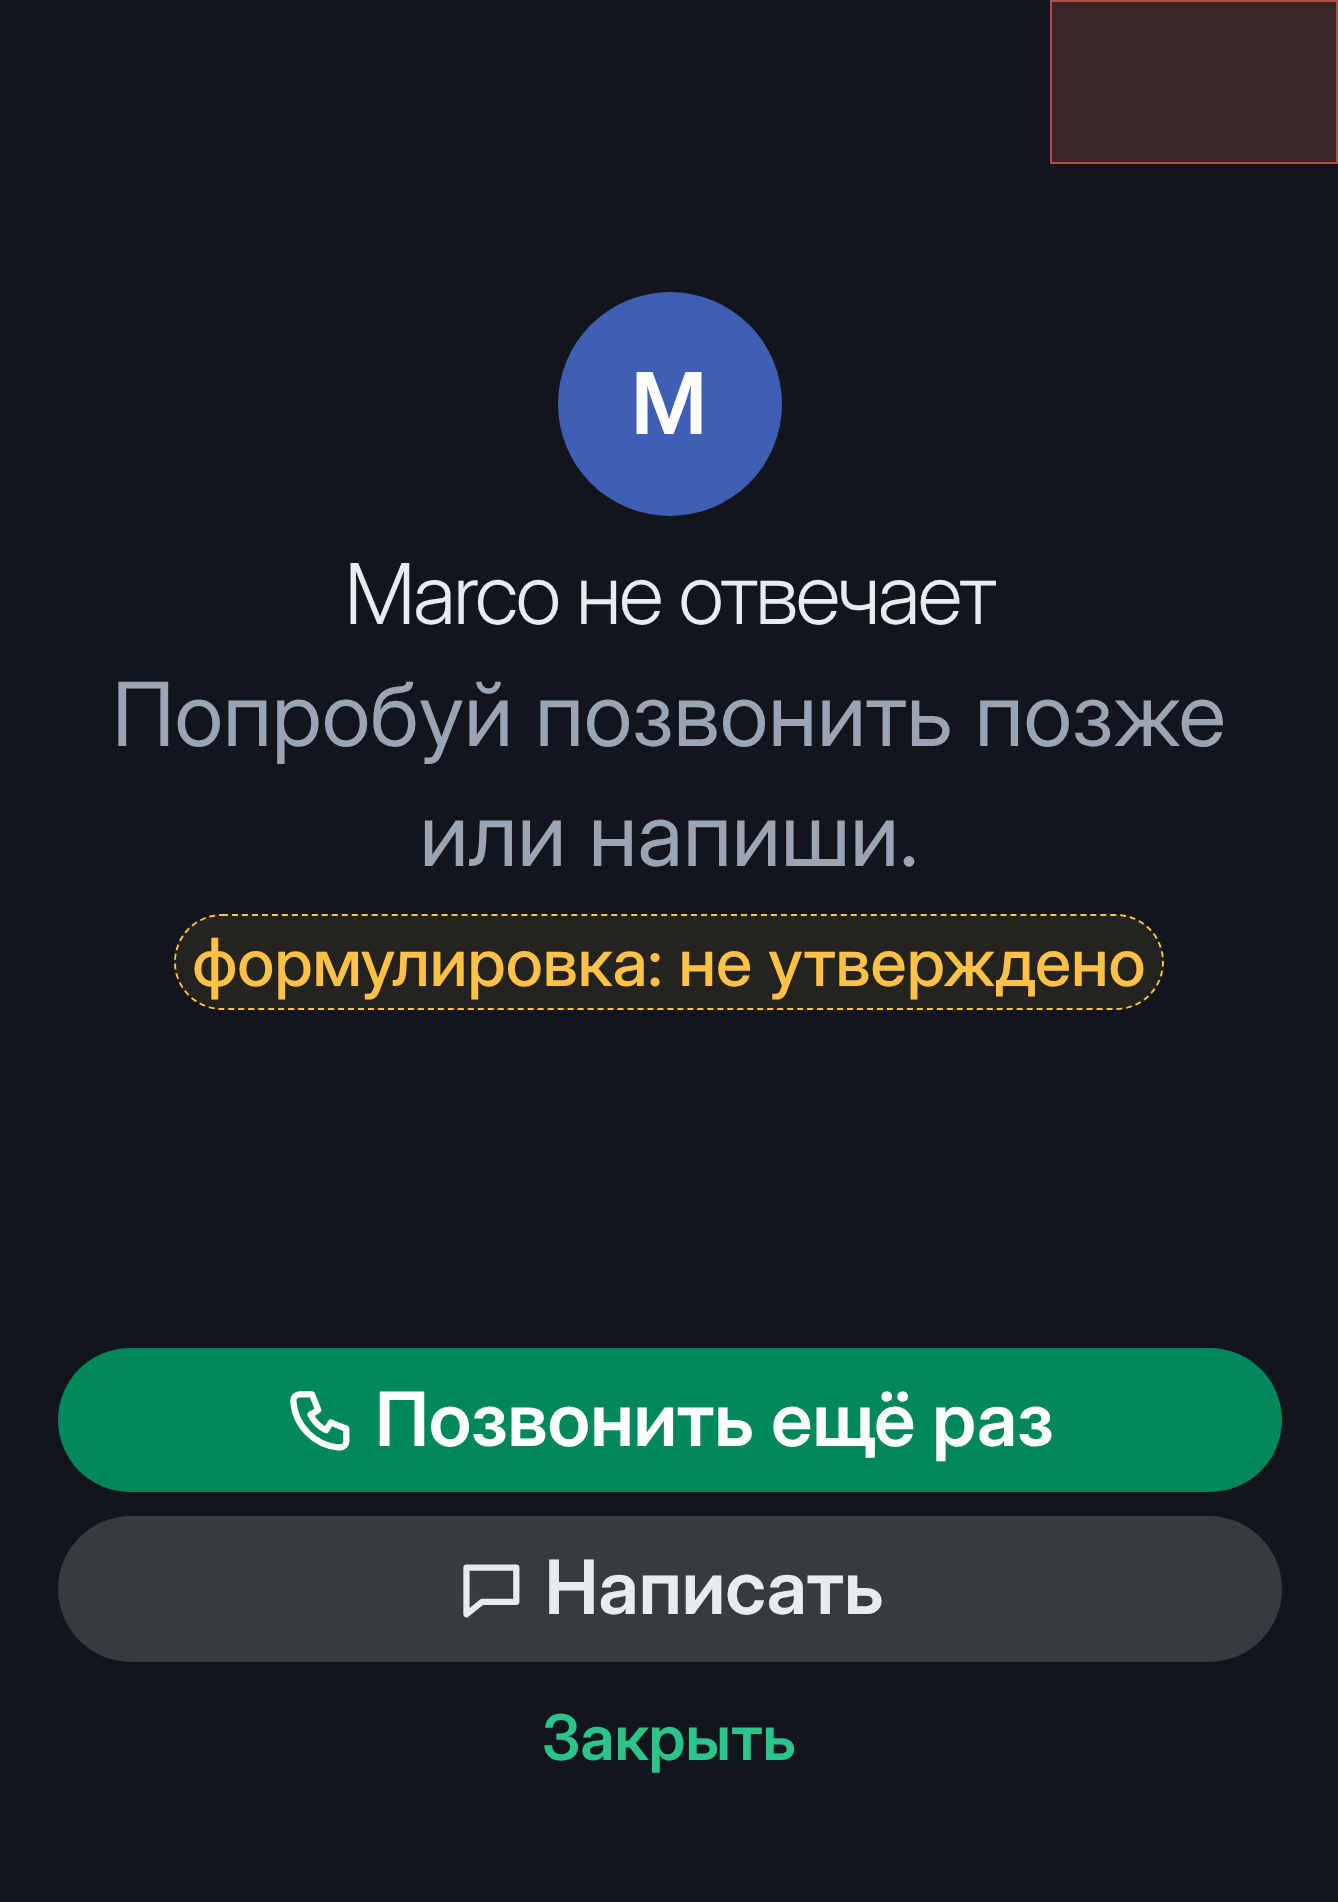 M
Marco не отвечает
Попробуй позвонить позже
или напиши.
формулировка: не утверждено
Позвонить ещё раз
Написать
Закрыть